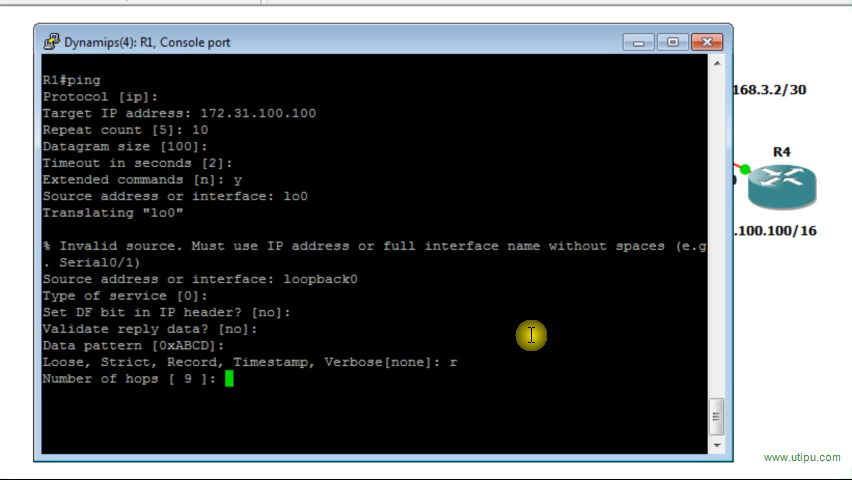 Dynamips(4): R1, Console port
R1#ping
Protocol [ip]:
Target IP address: 172.31.100.100
Repeat count [5]: 10
Datagram size [100]:
Timeout in seconds [2]:
Extended commands [n]: y
Source address or interface: lo0
Translating "lo0"
% Invalid source. Must use IP address or full interface name without spaces (e.g
. Serial0/1)
Source address or interface: loopback0
Type of service [0]:
Set DF bit in IP header? [no]:
Validate reply data? [no]:
Data pattern [0xABCD]:
Loose, Strict, Record, Timestamp, Verbose[none]: r
Number of hops [ 9 ]:
168.3.2/30
R4
.100.100/16
www.utipu.com